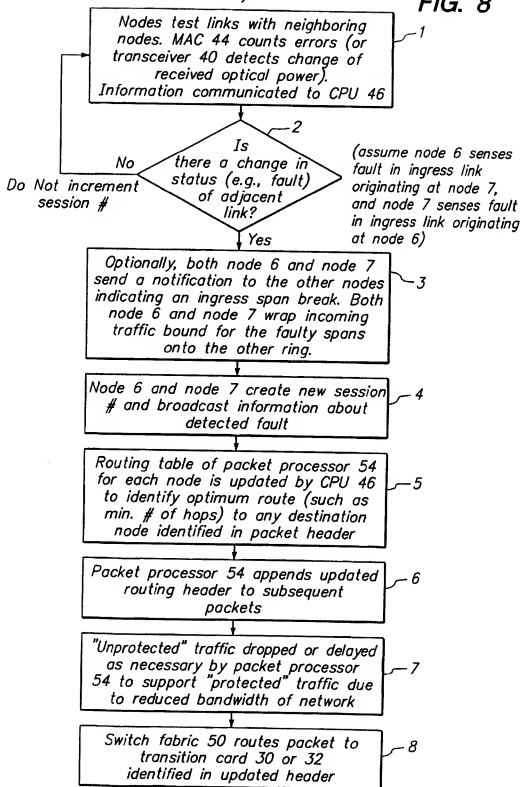 FIG. 8
Nodes test links with neighboring
nodes. MAC 44 counts errors (or
transceiver 40 detects change of
received optical power).
Information communicated to CPU 46
1
2
Is
there a change in
status (e.g., fault)
of adjacent
link?
No
Do Not increment
session #
(assume node 6 senses
fault in ingress link
originating at node 7,
and node 7 senses fault
in ingress link originating
at node 6)
Yes
Optionally, both node 6 and node 7
send a notification to the other nodes
indicating an ingress span break. Both
node 6 and node 7 wrap incoming
traffic bound for the faulty spans
onto the other ring.
3
Node 6 and node 7 create new session
# and broadcast information about
detected fault
4
Routing table of packet processor 54
for each node is updated by CPU 46
to identify optimum route (such as
min. # of hops) to any destination
node identified in packet header
5
Packet processor 54 appends updated
routing header to subsequent
packets
6
"Unprotected" traffic dropped or delayed
as necessary by packet processor
54 to support "protected" traffic due
to reduced bandwidth of network
7
Switch fabric 50 routes packet to
transition card 30 or 32
identified in updated header
8